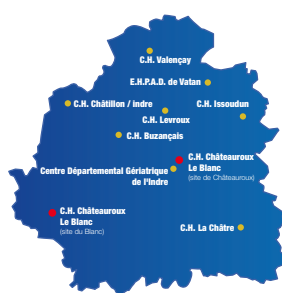 C.H. Valençay
E.H.P.A.D. de Vatan
C.H. Châtillon / indre
C.H. Issoudun
C.H. Levroux
C.H. Buzançais
C.H. Châteauroux
Le Blanc
(site de Châteauroux)
Centre Départemental Gériatrique
de l'indre
C.H. Châteauroux
Le Blanc
(site du Blanc)
C.H. La Châtre